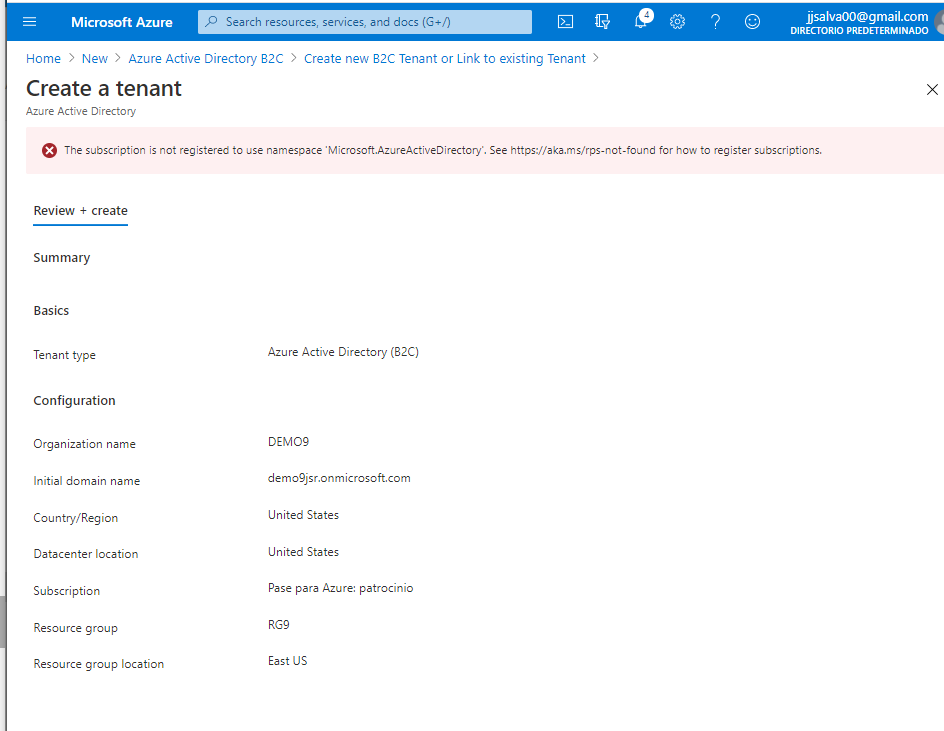 Microsoft Azure
Search resources, services, and docs (G+/)
4
jjsalva00@gmail.com
DIRECTORIO PREDETERMINADO
Home > New > Azure Active Directory B2C > Create new B2C Tenant or Link to existing Tenant >
Create a tenant
Azure Active Directory
The subscription is not registered to use namespace 'Microsoft.AzureActiveDirectory'. See https://aka.ms/rps-not-found for how to register subscriptions.
Review + create
Summary
Basics
Tenant type Azure Active Directory (B2C)
Configuration
Organization name DEMO9
Initial domain name demo9jsr.onmicrosoft.com
Country/Region United States
Datacenter location United States
Subscription Pase para Azure: patrocinio
Resource group RG9
Resource group location East US